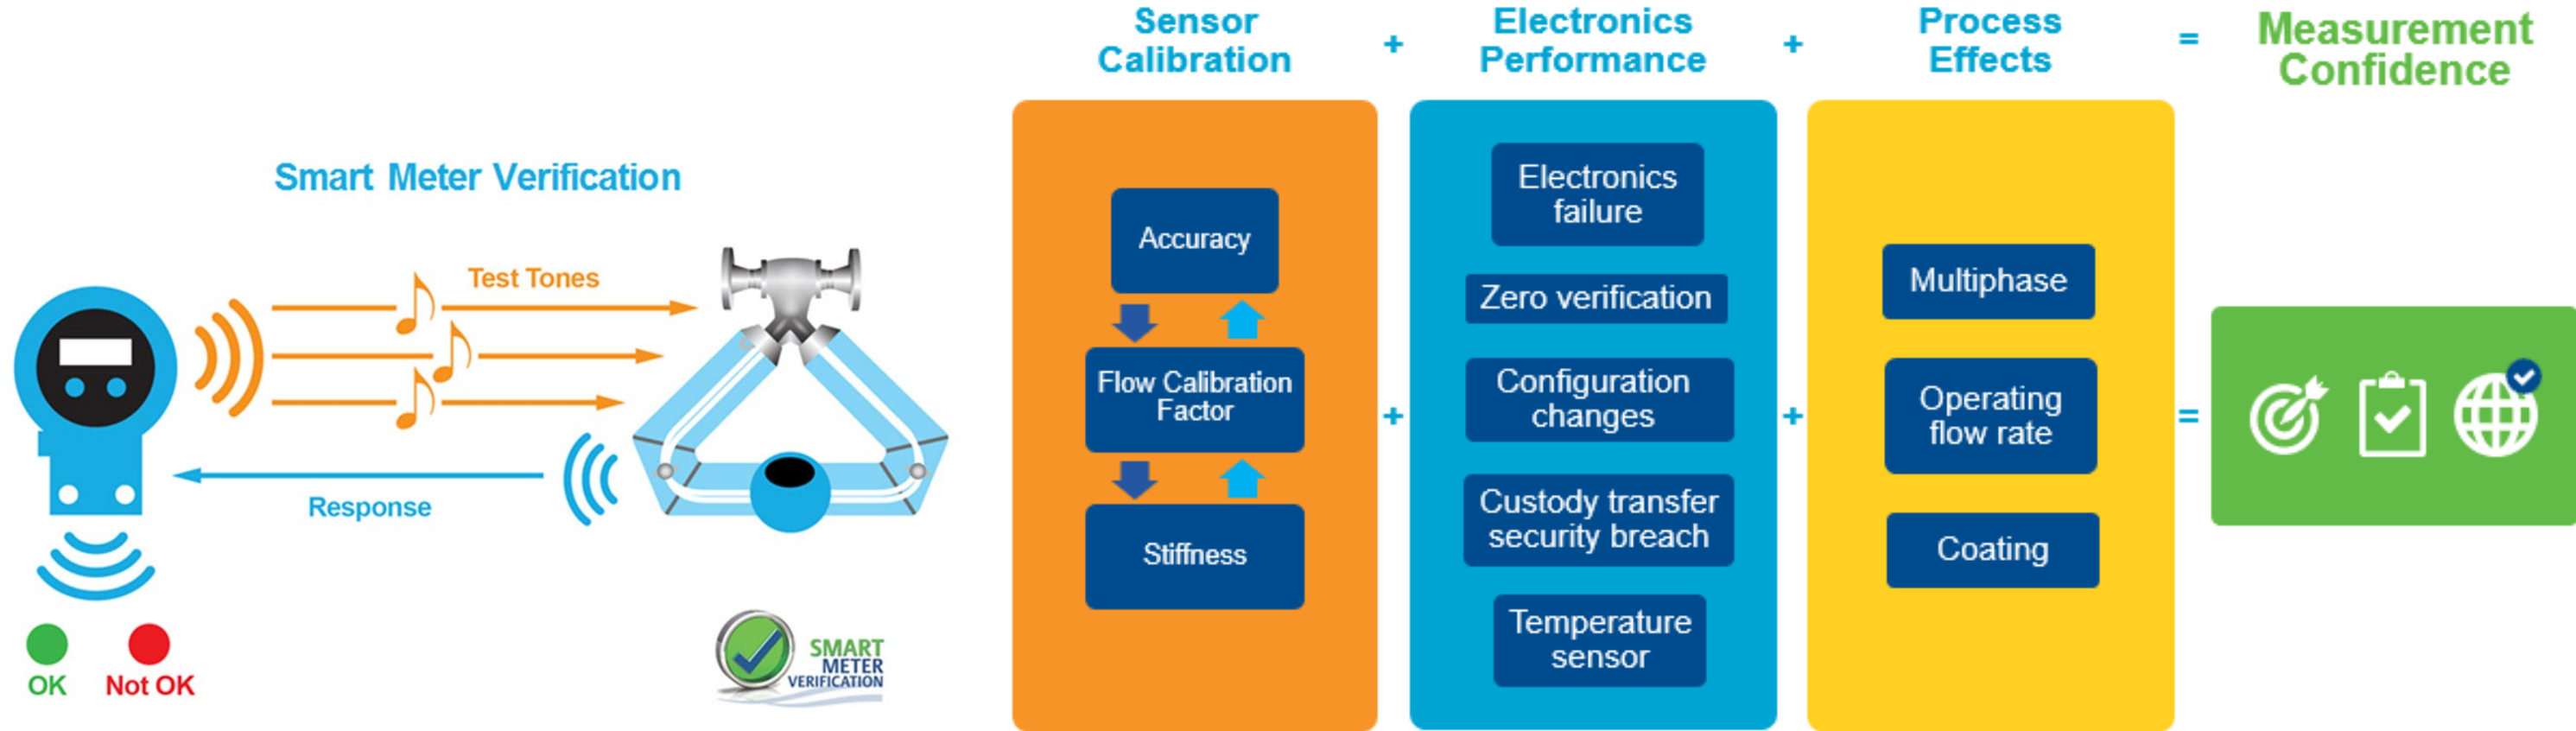 Smart Meter Verification
Test Tones
Response
OK
Not OK
SMART
METER
VERIFICATION
Sensor
Calibration
+
Electronics
Performance
+
Process
Effects
=
Measurement
Confidence
Accuracy
Flow Calibration
Factor
Stiffness
+
Electronics
failure
Zero verification
Configuration
changes
Custody transfer
security breach
Temperature
sensor
+
Multiphase
Operating
flow rate
Coating
=